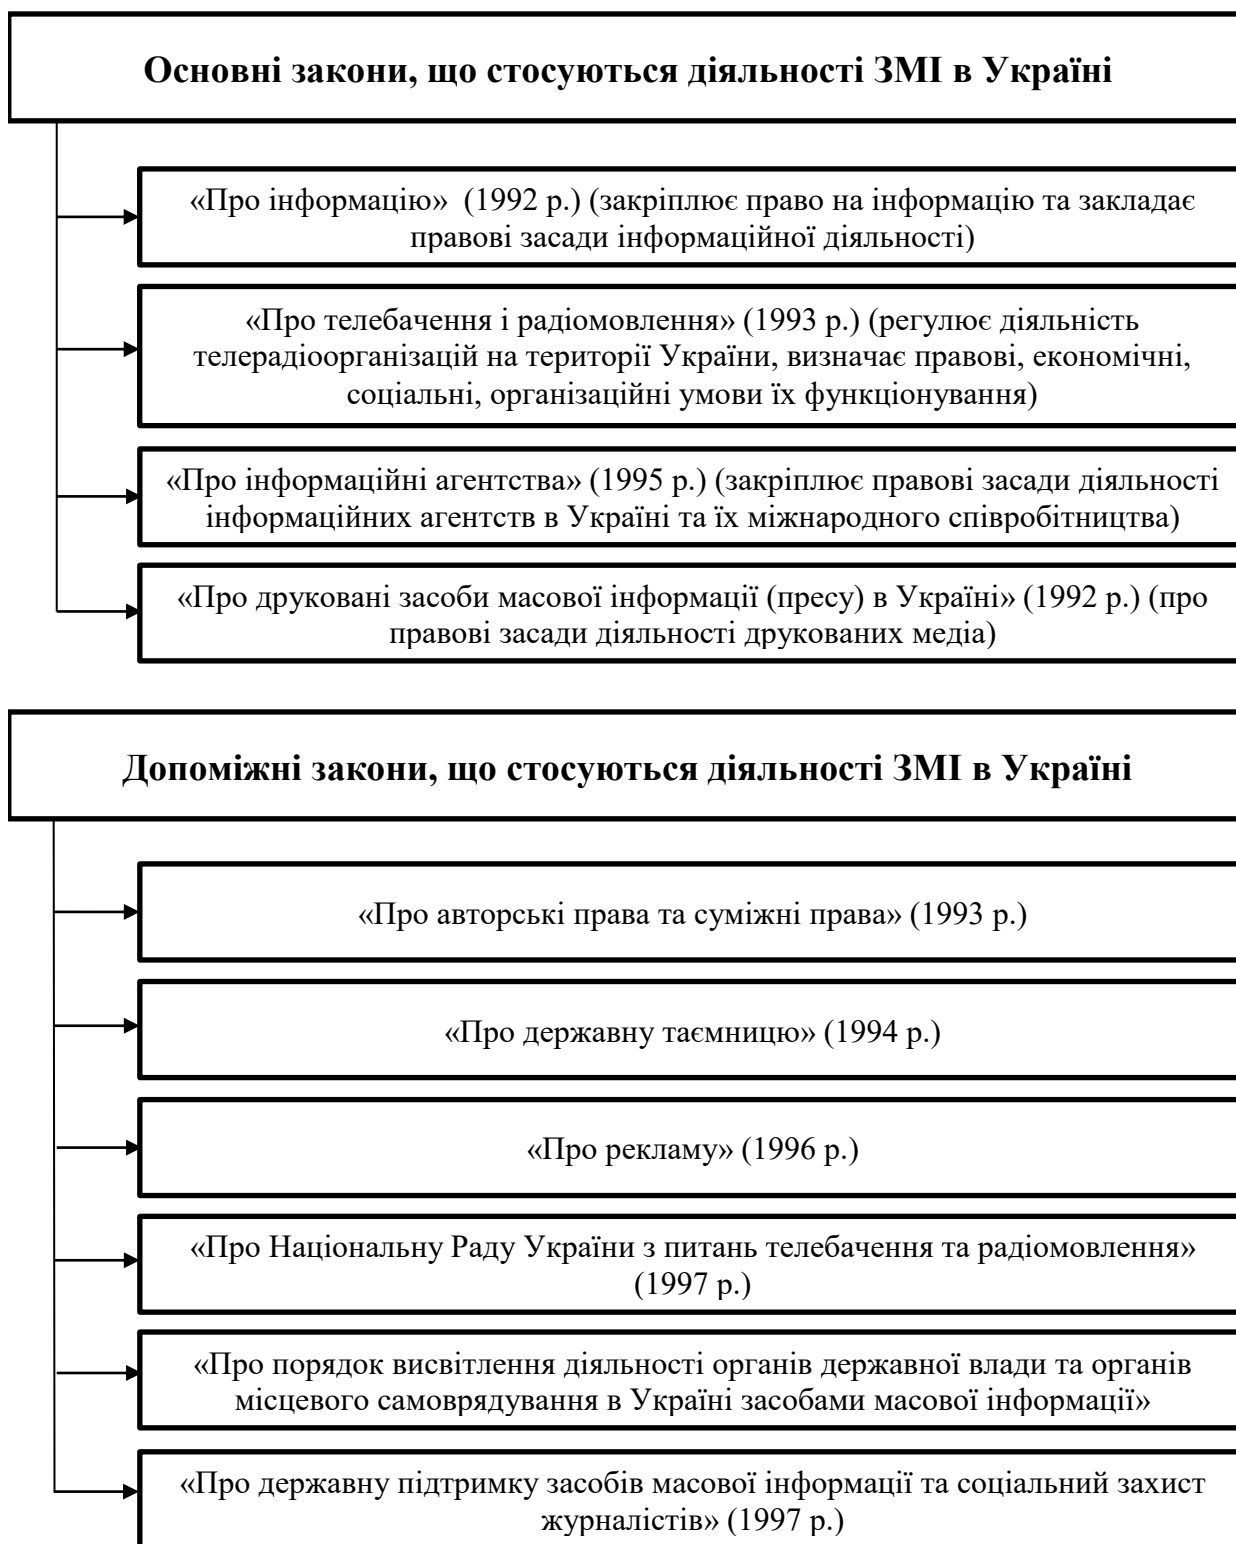 Основні закони, що стосуються діяльності ЗМІ в Україні
«Про інформацію» (1992 р.) (закріплює право на інформацію та закладає
правові засади інформаційної діяльності)
«Про телебачення і радіомовлення» (1993 р.) (регулює діяльність
телерадіоорганізацій на території України, визначає правові, економічні,
соціальні, організаційні умови їх функціонування)
«Про інформаційні агентства» (1995 р.) (закріплює правові засади діяльності
інформаційних агентств в Україні та їх міжнародного співробітництва)
«Про друковані засоби масової інформації (пресу) в Україні» (1992 р.) (про
правові засади діяльності друкованих медіа)
Допоміжні закони, що стосуються діяльності ЗМІ в Україні
«Про авторські права та суміжні права» (1993 р.)
«Про державну таємницю» (1994 р.)
«Про рекламу» (1996 р.)
«Про Національну Раду України з питань телебачення та радіомовлення»
(1997 р.)
«Про порядок висвітлення діяльності органів державної влади та органів
місцевого самоврядування в Україні засобами масової інформації»
«Про державну підтримку засобів масової інформації та соціальний захист
журналістів» (1997 р.)